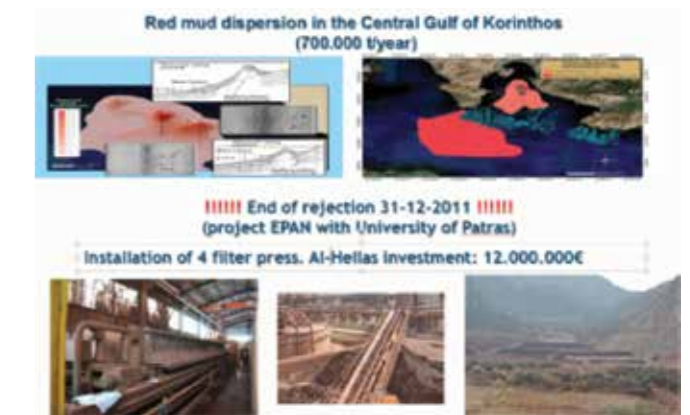 Red mud dispersion in the Central Gulf of Korinthos
(700.000 t/year)
!!!!!! End of rejection 31-12-2011 !!!!!!
(project EPAN with University of Patras)
Installation of 4 filter press. Al-Hellas investment: 12.000.000€